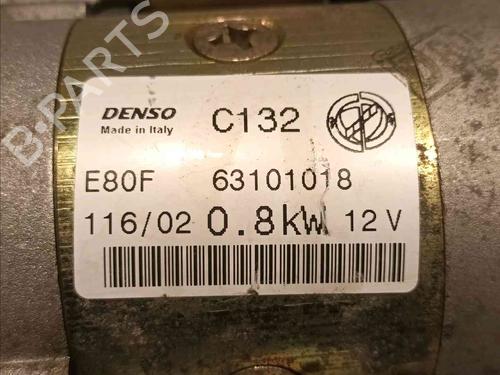 DENSO
Made in Italy
C132
E80F 63101018
116/02 0.8kW 12 V
B-PARTS